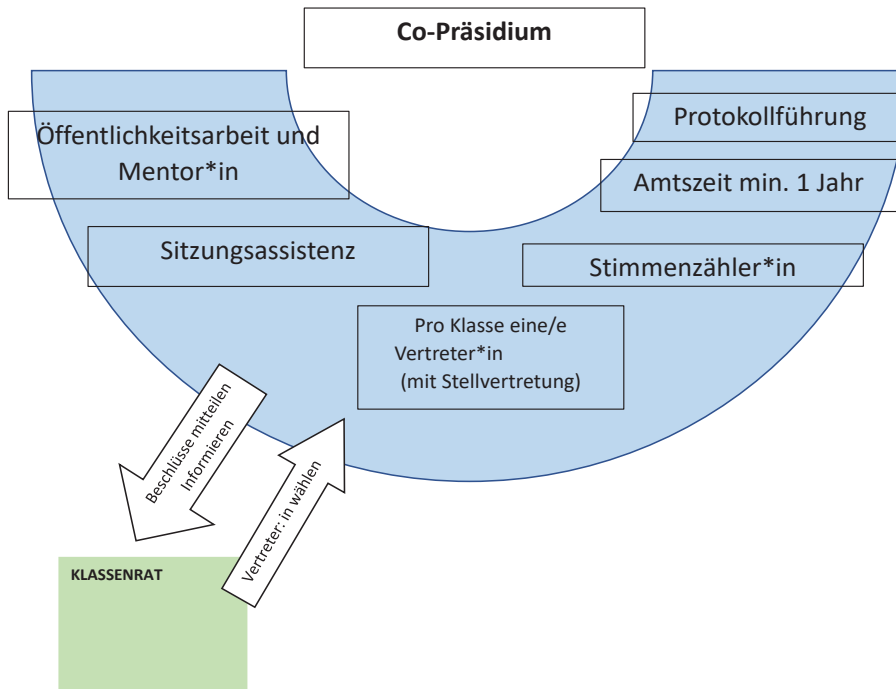 Co-Präsidium
Öffentlichkeitsarbeit und
Mentor*in
Protokollführung
Amtszeit min. 1 Jahr
Sitzungsassistenz
Stimmenzähler*in
Pro Klasse eine/e
Vertreter*in
(mit Stellvertretung)
Beschlüsse mitteilen
Informieren
Vertreter: in wählen
KLASSENRAT